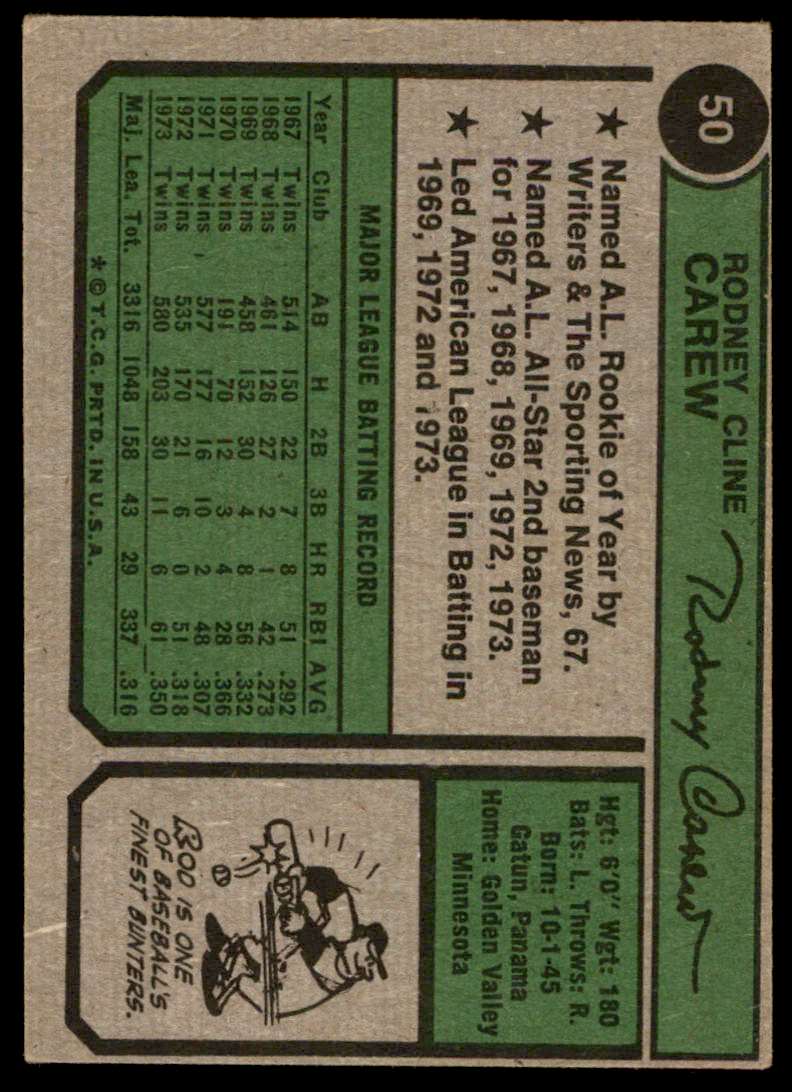 50
RODNEY CLINE
CAREW
Rodney Carew
★ Named A.L. Rookie of Year by
Writers & The Sporting News, 67.
★ Named A.L. All-Star 2nd baseman
for 1967, 1968, 1969, 1972, 1973.
★ Led American League in Batting in
1969, 1972 and 1973.
MAJOR LEAGUE BATTING RECORD
Year Club AB H 2B 3B HR RBI AVG
1967 Twins 514 150 22 7 8 51 .292
1968 Twins 461 126 27 2 1 42 .273
1969 Twins 458 152 30 4 8 56 .332
1970 Twins 191 70 12 3 4 28 .366
1971 Twins 577 177 16 10 2 48 .307
1972 Twins 535 170 21 6 0 51 .318
1973 Twins 580 203 30 11 6 61 .350
Maj. Lea. Tot. 3316 1048 158 43 29 337 .316
* © T.C.G. PRTD. IN U.S.A.
Hgt: 6'0" Wgt: 180
Bats: L. Throws: R.
Born: 10-1-45
Gatun, Panama
Home: Golden Valley
Minnesota
ROD IS ONE
OF BASEBALL'S
FINEST BUNTERS.